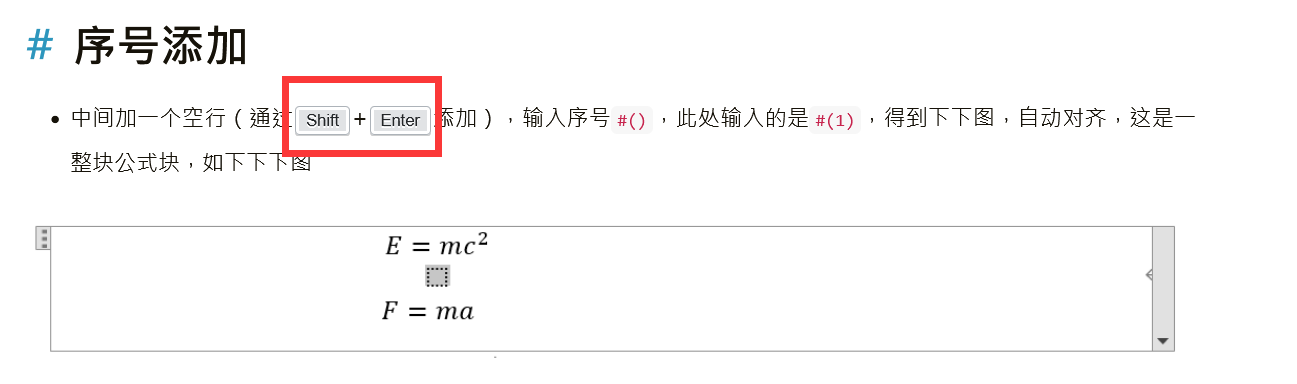 # 序号添加
• 中间加一个空行（通过 Shift + Enter 添加），输入序号 #() ，此处输入的是 #(1) ，得到下下图，自动对齐，这是一
整块公式块，如下下下图
E = mc²
F = ma